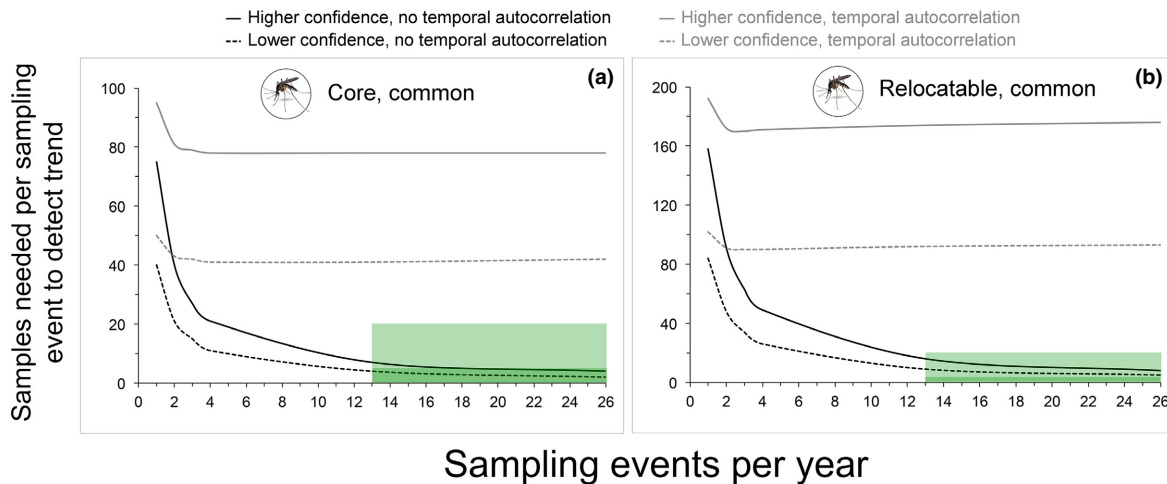 Higher confidence, no temporal autocorrelation
Lower confidence, no temporal autocorrelation
Higher confidence, temporal autocorrelation
Lower confidence, temporal autocorrelation
Samples needed per sampling
event to detect trend
(a)
Core, common
100
80
60
40
20
0
0 2 4 6 8 10 12 14 16 18 20 22 24 26
(b)
Relocatable, common
200
160
120
80
40
0
0 2 4 6 8 10 12 14 16 18 20 22 24 26
Sampling events per year